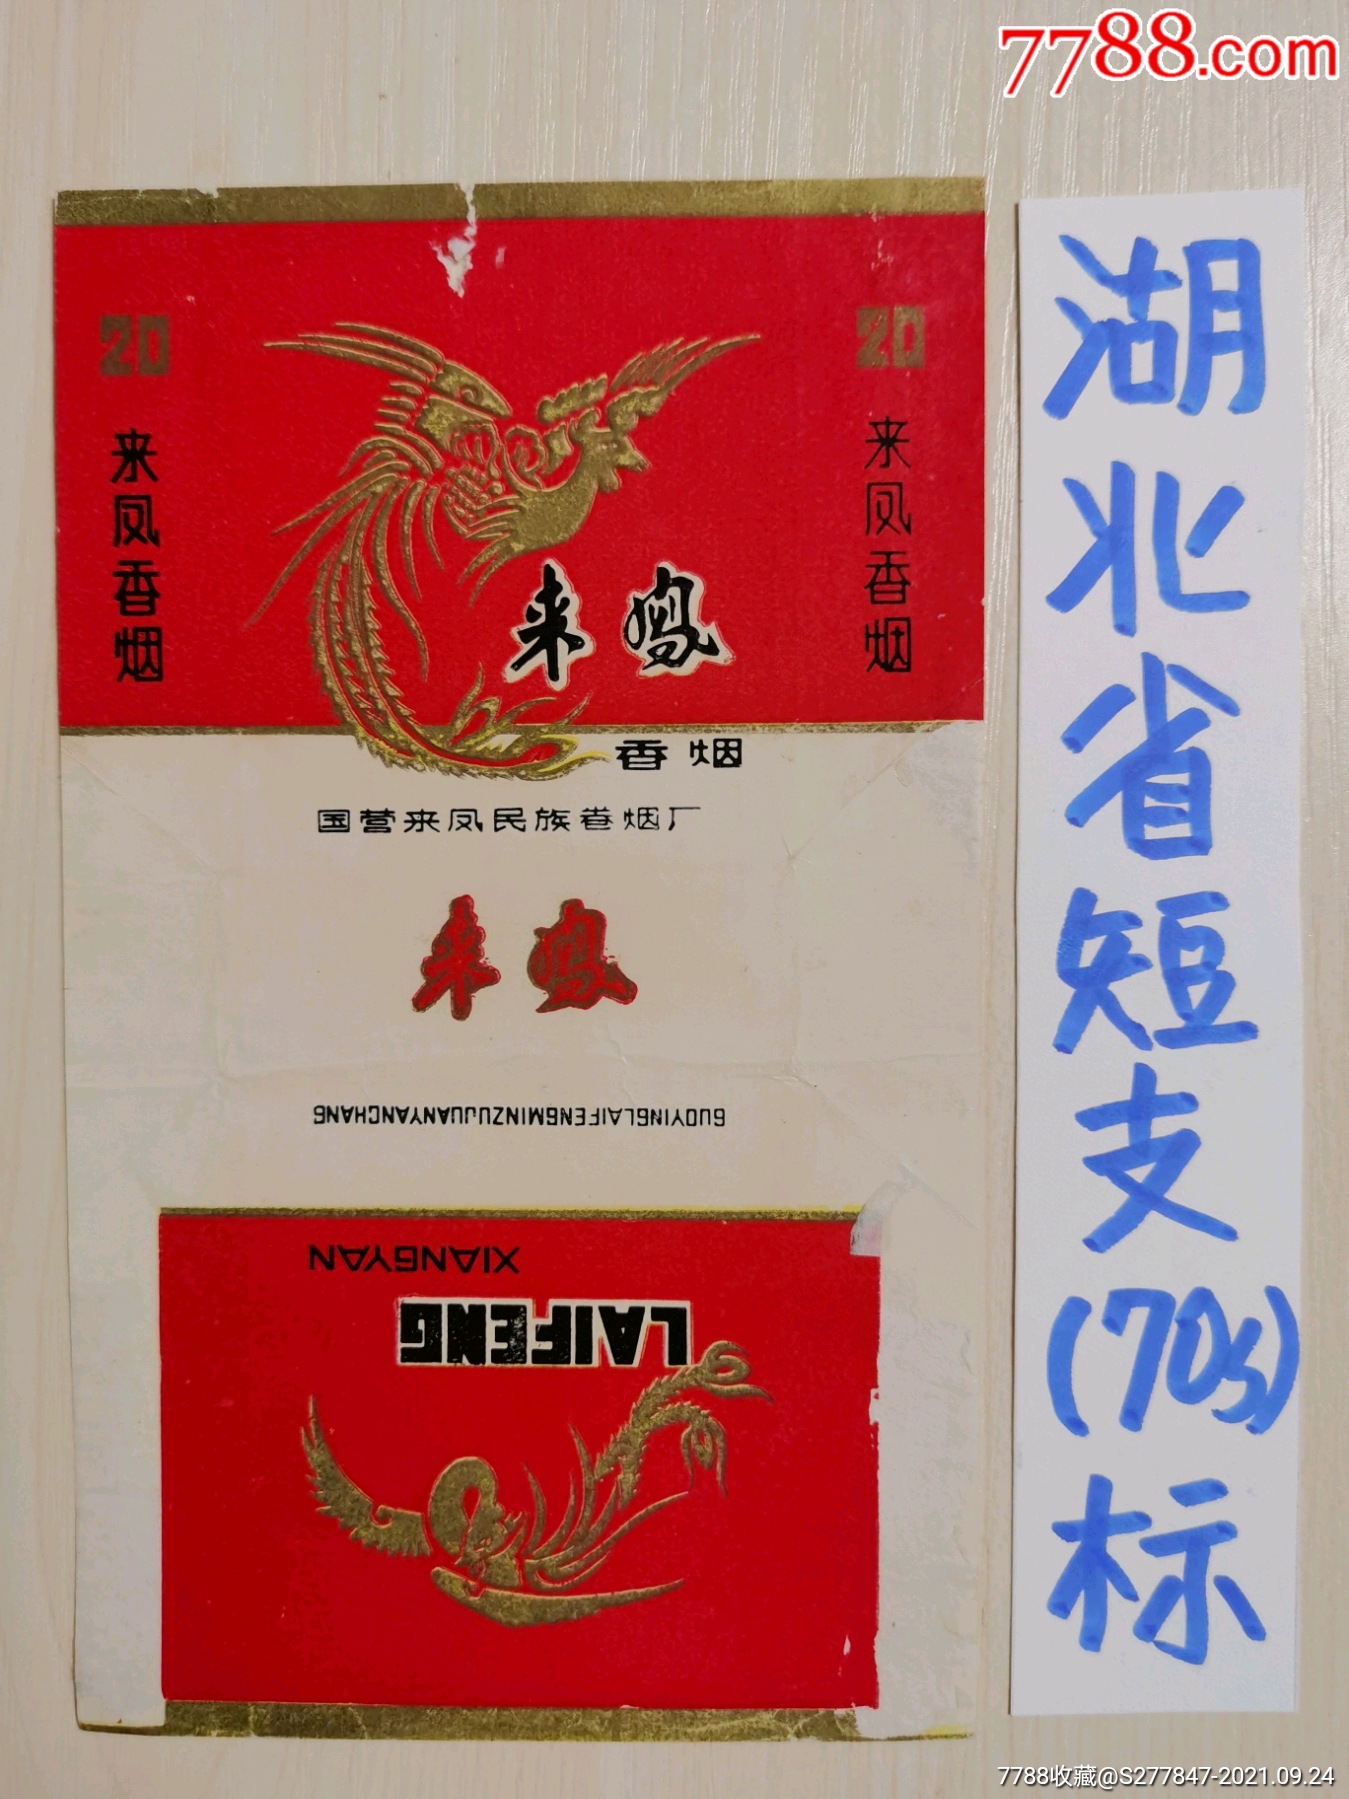 7788.com
20
20
来凤香烟
来凤香烟
来鳳
香烟
国营来凤民族卷烟厂
来鳳
GUOYINGLAIFENGMINZUJUANYANCHANG
XIANGYAN
LAIFENG
湖北省短支(70s)标
7788收藏@S277847-2021.09.24